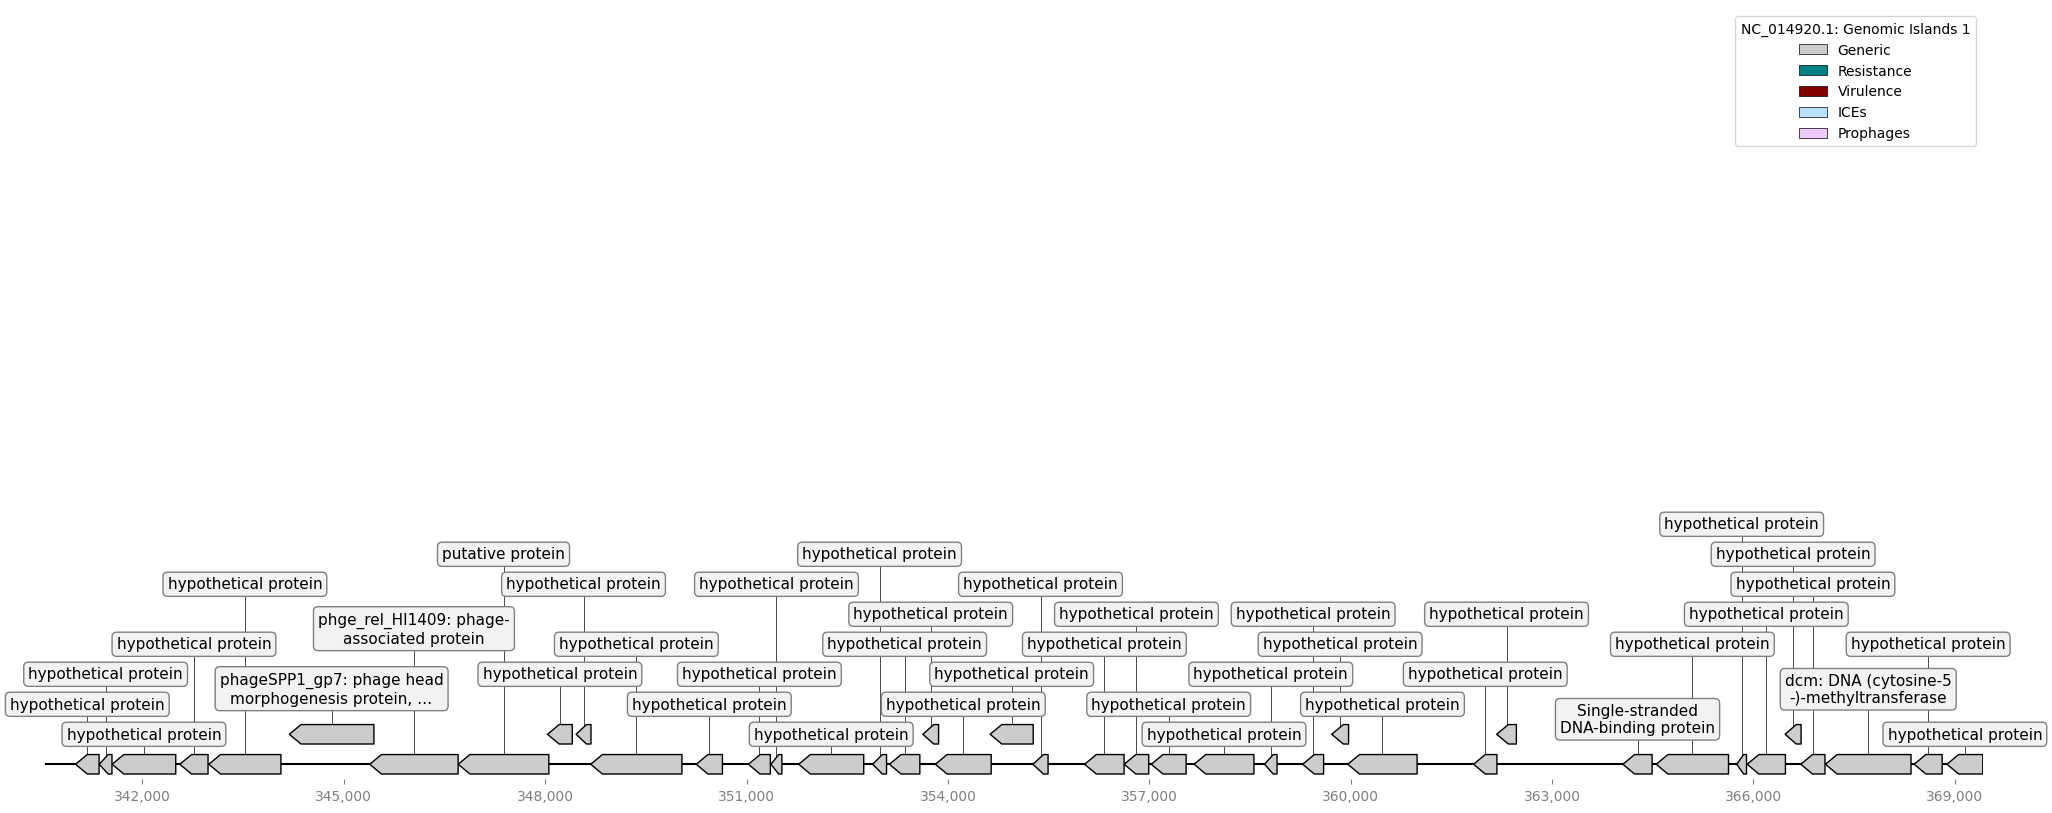 NC_014920.1: Genomic Islands 1
Generic
Resistance
Virulence
ICEs
Prophages
hypothetical protein
putative protein
hypothetical protein
hypothetical protein
hypothetical protein
hypothetical protein
hypothetical protein
hypothetical protein
hypothetical protein
phge_rel_HI1409: phage-
associated protein
hypothetical protein
hypothetical protein
hypothetical protein
hypothetical protein
hypothetical protein
hypothetical protein
hypothetical protein
hypothetical protein
hypothetical protein
hypothetical protein
hypothetical protein
hypothetical protein
hypothetical protein
hypothetical protein
phageSPP1_gp7: phage head
morphogenesis protein, ...
hypothetical protein
hypothetical protein
hypothetical protein
hypothetical protein
hypothetical protein
dcm: DNA (cytosine-5
-)-methyltransferase
hypothetical protein
hypothetical protein
hypothetical protein
hypothetical protein
hypothetical protein
Single-stranded
DNA-binding protein
hypothetical protein
hypothetical protein
hypothetical protein
hypothetical protein
342,000
345,000
348,000
351,000
354,000
357,000
360,000
363,000
366,000
369,000